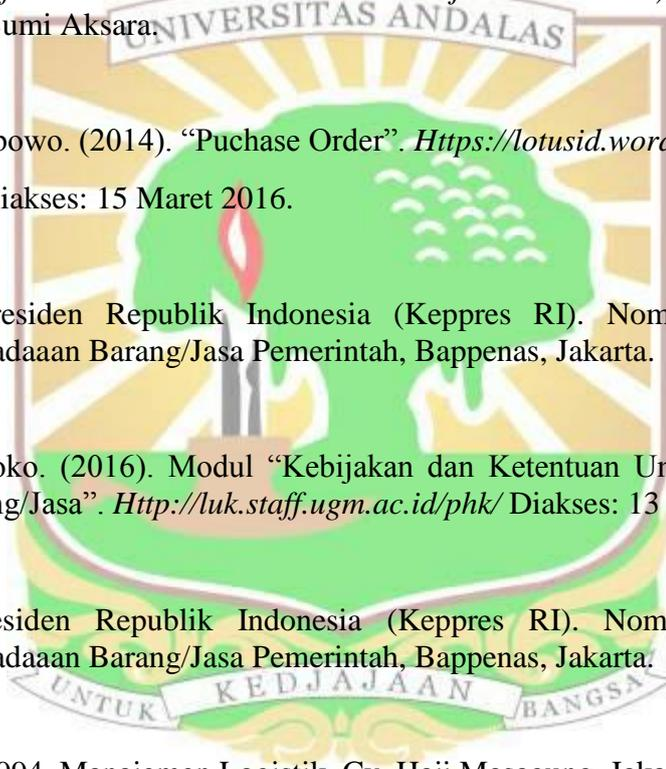 umi Aksara.
UNIVERSITAS ANDALAS
bowo. (2014). “Puchase Order”. Https://lotusid.word
iakses: 15 Maret 2016.
residen Republik Indonesia (Keppres RI). Nom
adaaan Barang/Jasa Pemerintah, Bappenas, Jakarta.
oko. (2016). Modul “Kebijakan dan Ketentuan Un
ng/Jasa”. Http://luk.staff.ugm.ac.id/phk/ Diakses: 13
esiden Republik Indonesia (Keppres RI). Nom
adaaan Barang/Jasa Pemerintah, Bappenas, Jakarta.
UNTUK KEDJAJAAN BANGSA
994. Manajemen Logistik. Cv. Haji Masagung. Jak